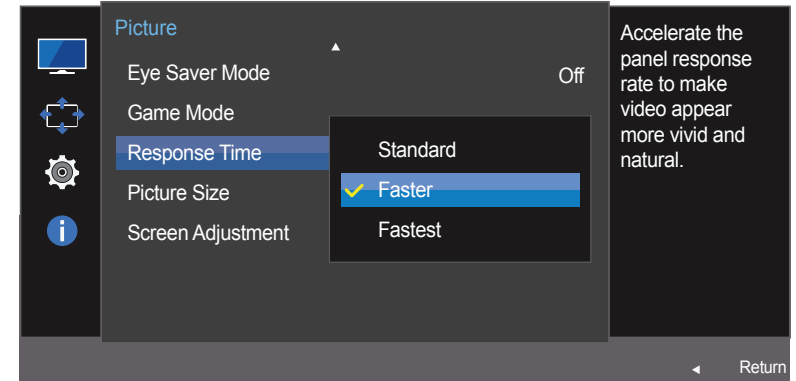 Picture
Eye Saver Mode Off
Game Mode
Response Time
Picture Size
Screen Adjustment
Standard
Faster
Fastest
Accelerate the
panel response
rate to make
video appear
more vivid and
natural.
Return